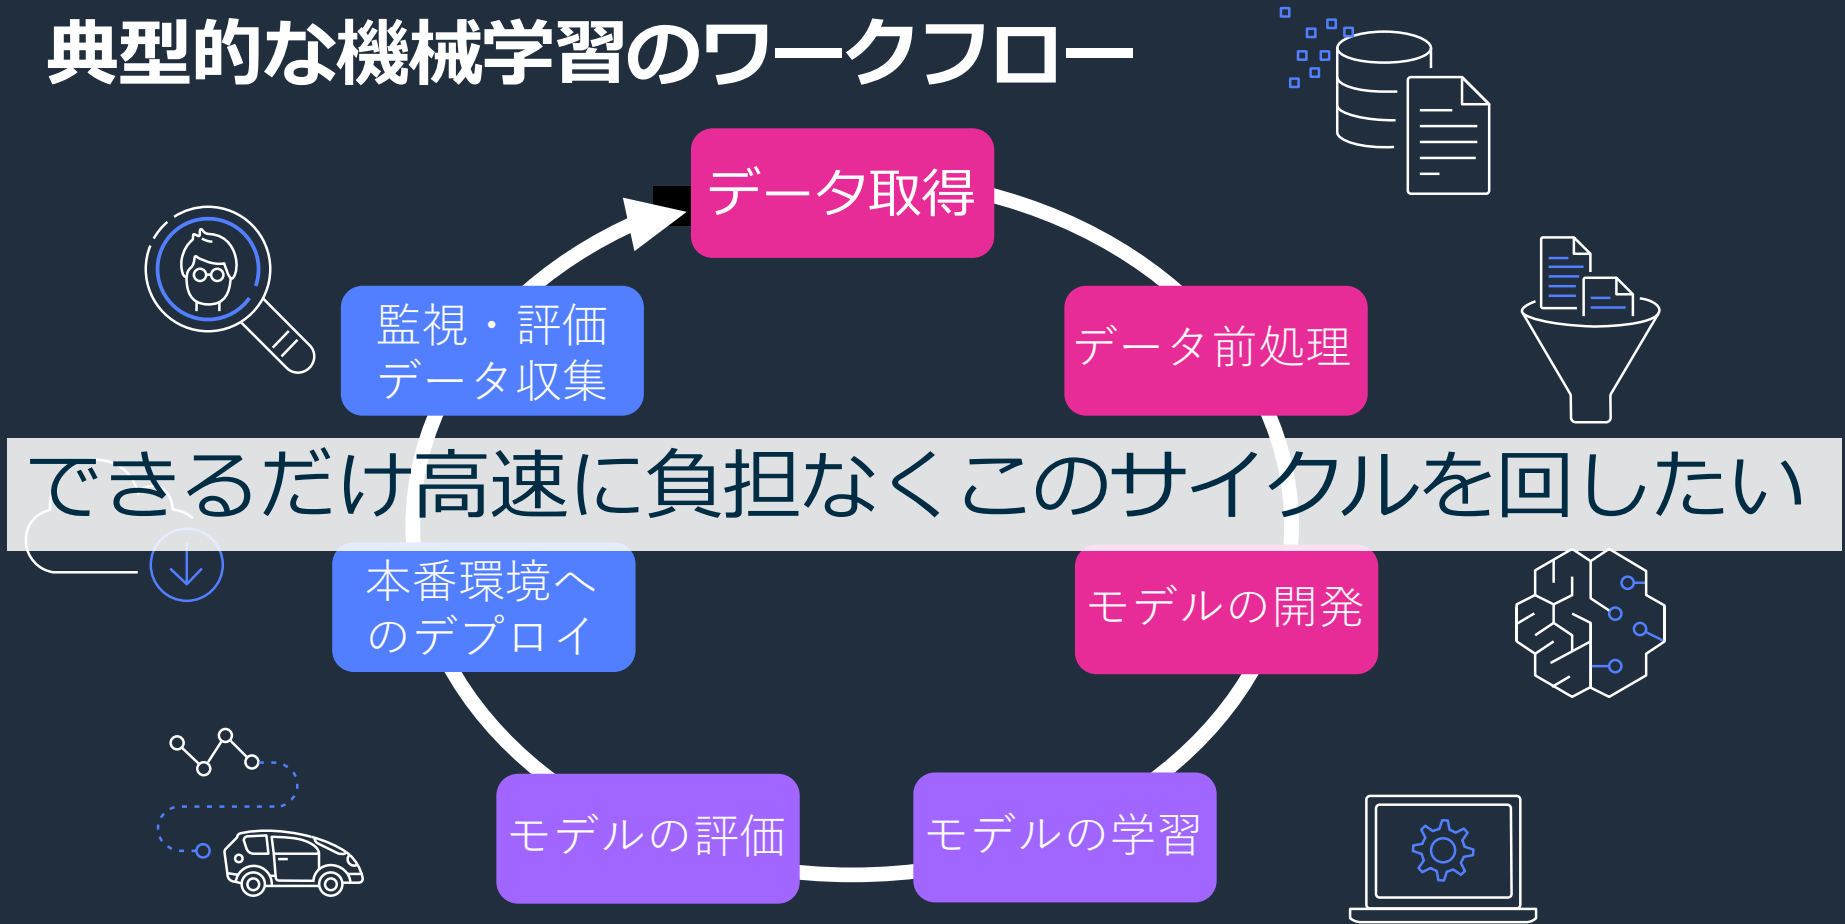 典型的な機械学習のワークフロー
データ取得
監視・評価
データ収集
データ前処理
できるだけ高速に負担なくこのサイクルを回したい
本番環境へ
のデプロイ
モデルの開発
モデルの評価
モデルの学習